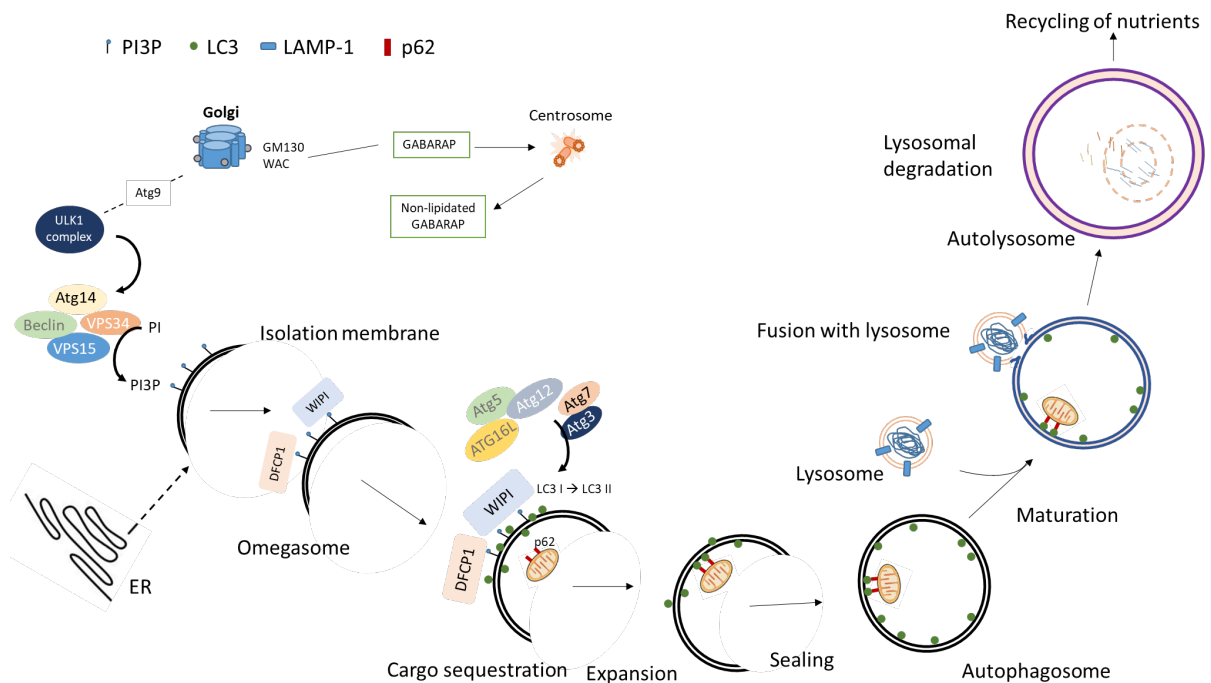 Recycling of nutrients
PI3P
LC3
LAMP-1
p62
Golgi
GM130
WAC
GABARAP
Centrosome
Non-lipidated
GABARAP
Atg9
ULK1
complex
Atg14
Beclin
VPS34
VPS15
PI
PI3P
Isolation membrane
WIPI
DFCP1
Omegasome
ER
Atg5
Atg12
ATG16L
Atg7
Atg3
LC3 I → LC3 II
WIPI
DFCP1
p62
Cargo sequestration
Expansion
Sealing
Autophagosome
Maturation
Lysosome
Fusion with lysosome
Autolysosome
Lysosomal
degradation